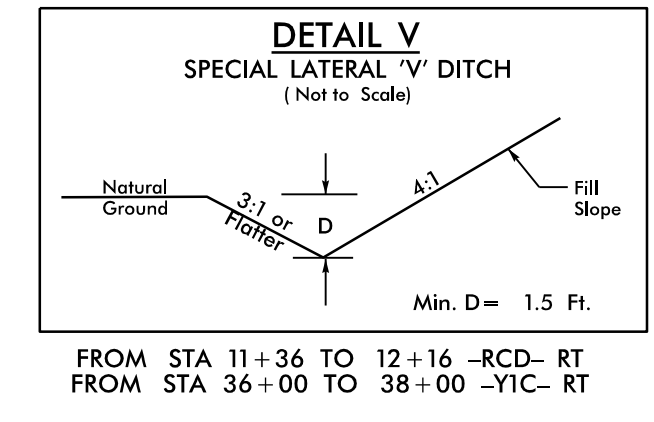 DETAIL V
SPECIAL LATERAL 'V' DITCH
( Not to Scale)
Natural
Ground
3:1 or
Flatter
D
4:1
Fill
Slope
Min. D= 1.5 Ft.
FROM STA 11+36 TO 12+16 –RCD– RT
FROM STA 36+00 TO 38+00 –Y1C– RT